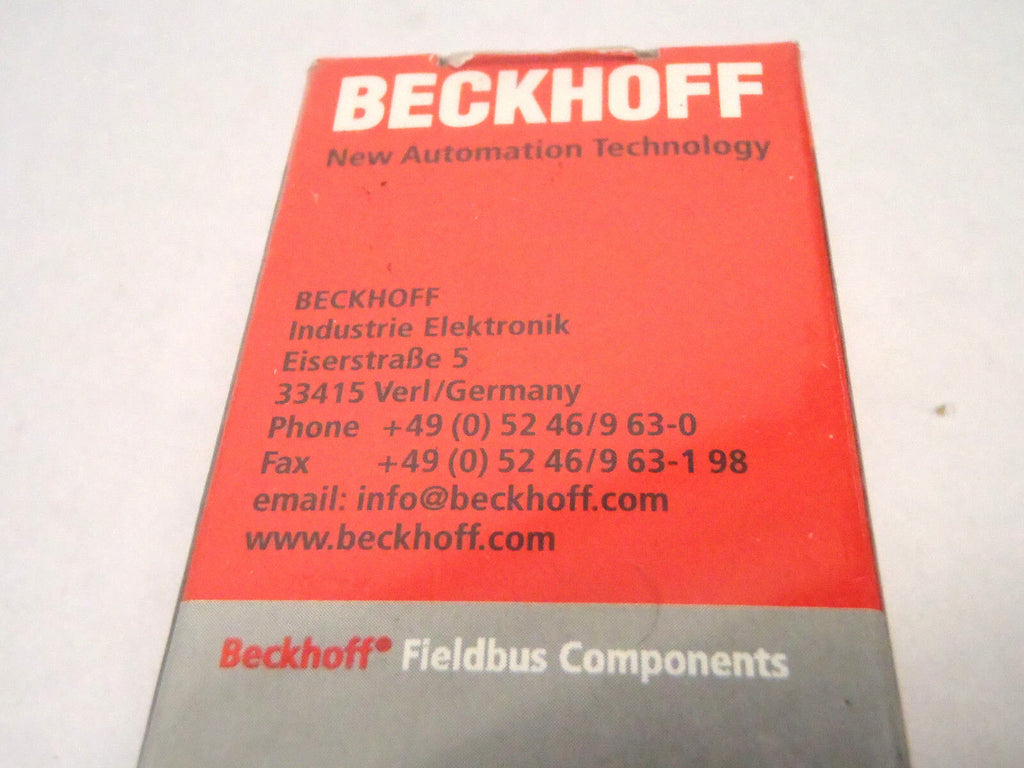 BECKHOFF
New Automation Technology
BECKHOFF
Industrie Elektronik
Eiserstraße 5
33415 Verl/Germany
Phone +49 (0) 52 46/9 63-0
Fax +49 (0) 52 46/9 63-1 98
email: info@beckhoff.com
www.beckhoff.com
Beckhoff® Fieldbus Components